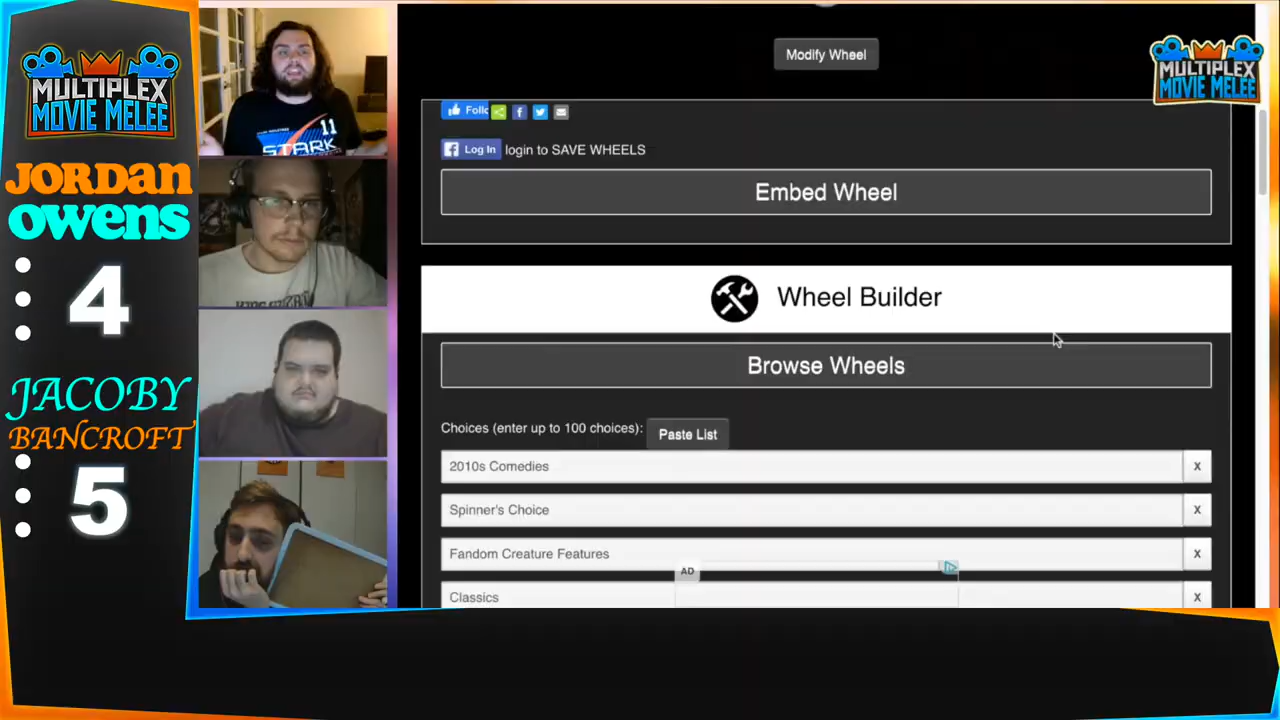 MULTIPLEX
MOVIE MELEE
JORDAN
OWENS
4
JACOBY
BANCROFT
5
11
STARK
Modify Wheel
MULTIPLEX
MOVIE MELEE
Follo
Log In
login to SAVE WHEELS
Embed Wheel
Wheel Builder
Browse Wheels
Choices (enter up to 100 choices):
Paste List
2010s Comedies
X
Spinner's Choice
X
Fandom Creature Features
X
AD
Classics
X